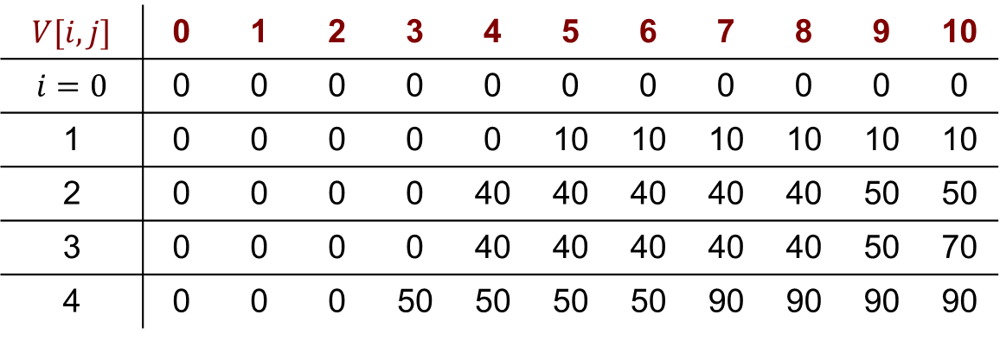 V[i, j] 0 1 2 3 4 5 6 7 8 9 10
i = 0 0 0 0 0 0 0 0 0 0 0 0
1 0 0 0 0 0 10 10 10 10 10 10
2 0 0 0 0 40 40 40 40 40 50 50
3 0 0 0 0 40 40 40 40 40 50 70
4 0 0 0 50 50 50 50 90 90 90 90